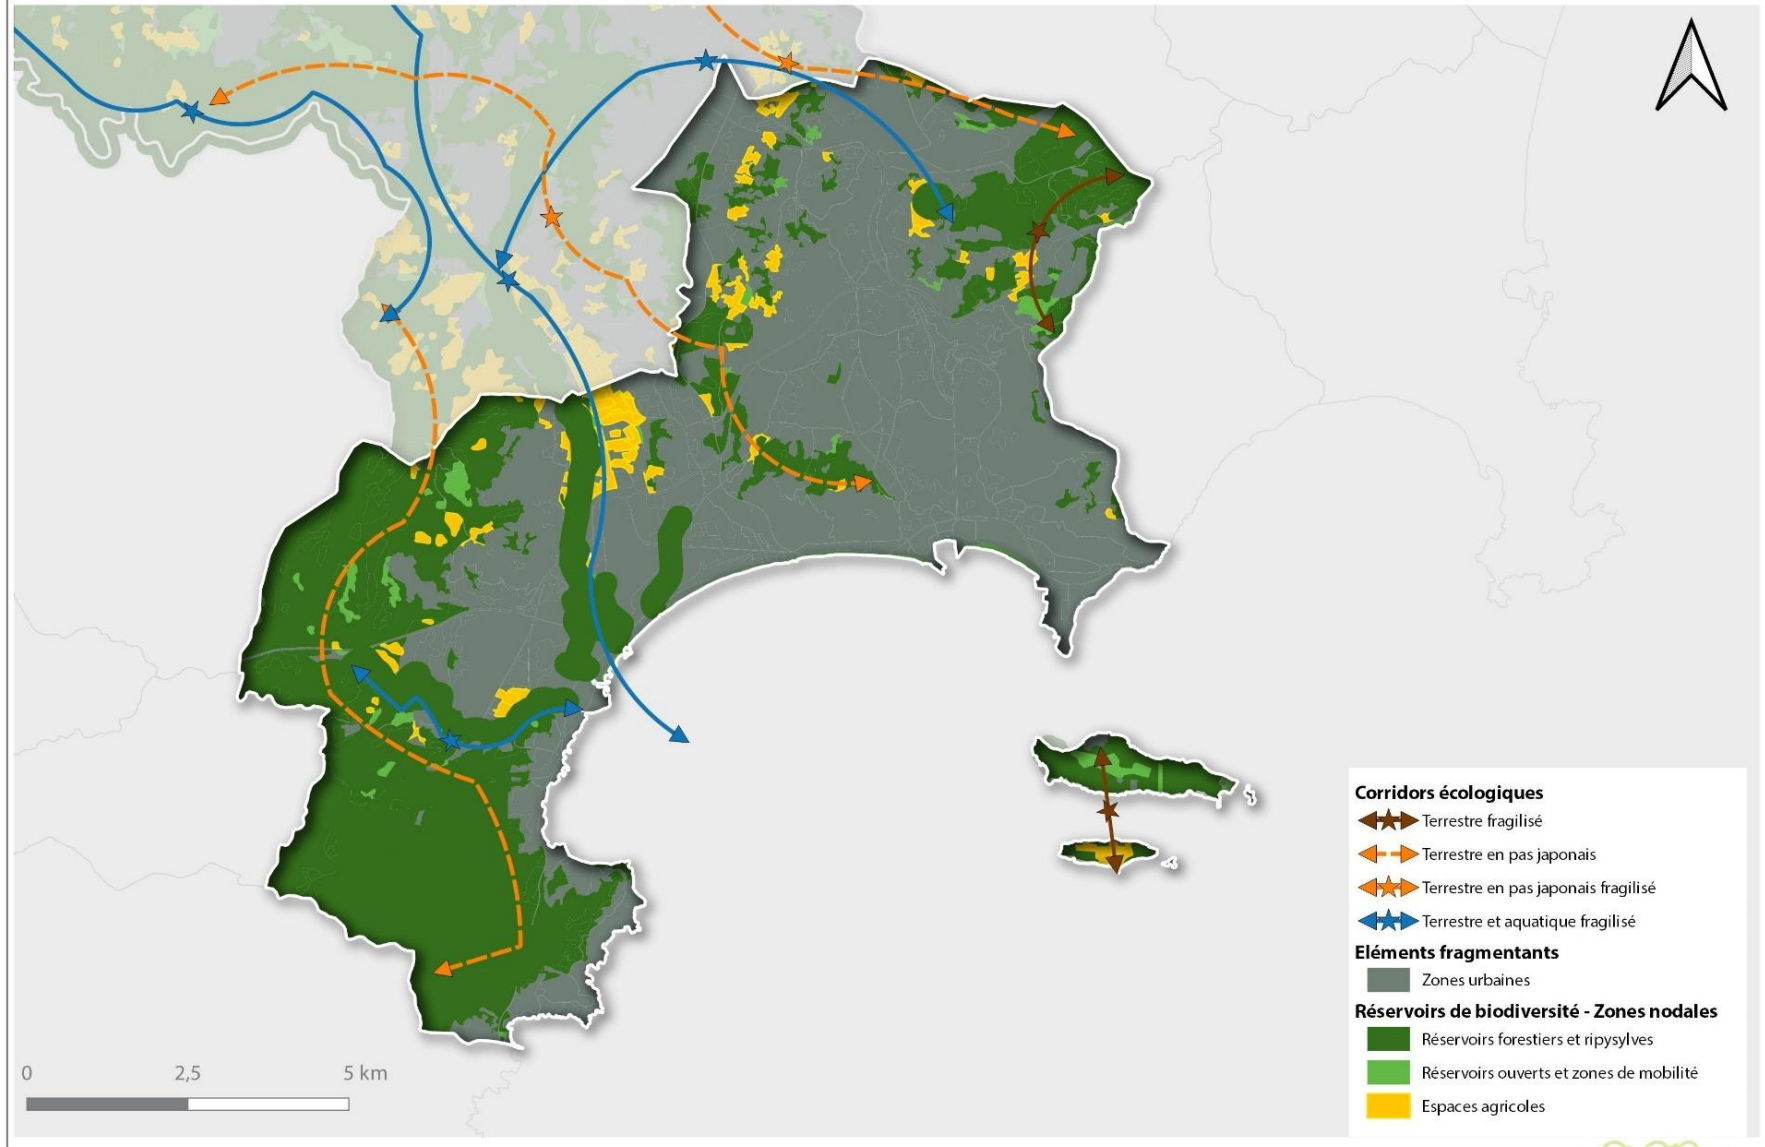 Corridors écologiques
Terrestre fragilisé
Terrestre en pas japonais
Terrestre en pas japonais fragilisé
Terrestre et aquatique fragilisé
Eléments fragmentants
Zones urbaines
Réservoirs de biodiversité - Zones nodales
Réservoirs forestiers et ripysylves
Réservoirs ouverts et zones de mobilité
Espaces agricoles
0 2,5 5 km